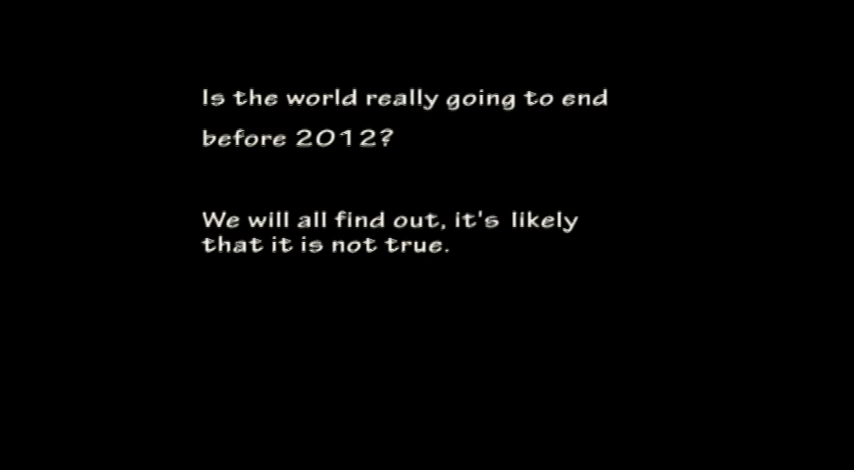 Is the world really going to end
before 2012?
We will all find out, it's likely
that it is not true.